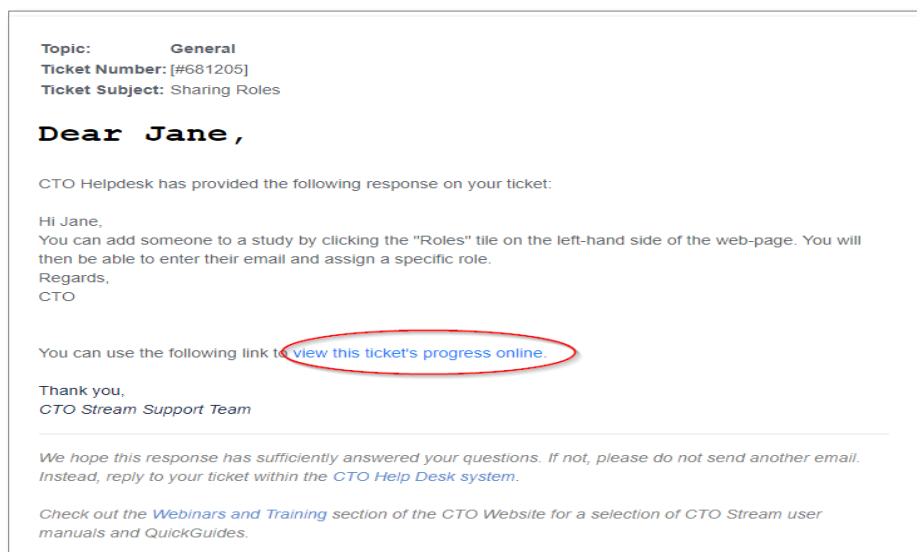 Topic: General
Ticket Number: [#681205]
Ticket Subject: Sharing Roles
Dear Jane,
CTO Helpdesk has provided the following response on your ticket:
Hi Jane,
You can add someone to a study by clicking the "Roles" tile on the left-hand side of the web-page. You will
then be able to enter their email and assign a specific role.
Regards,
CTO
You can use the following link to view this ticket's progress online.
Thank you,
CTO Stream Support Team
We hope this response has sufficiently answered your questions. If not, please do not send another email.
Instead, reply to your ticket within the CTO Help Desk system.
Check out the Webinars and Training section of the CTO Website for a selection of CTO Stream user
manuals and QuickGuides.